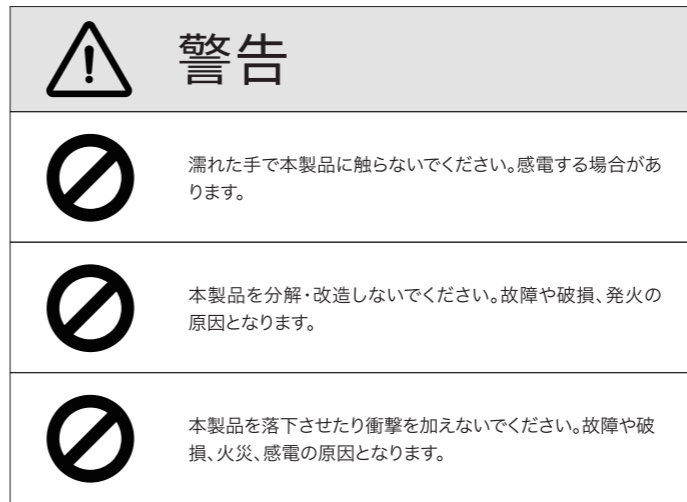 警告
濡れた手で本製品に触らないでください。感電する場合があ
ります。
本製品を分解・改造しないでください。故障や破損、発火の
原因となります。
本製品を落下させたり衝撃を加えないでください。故障や破
損、火災、感電の原因となります。